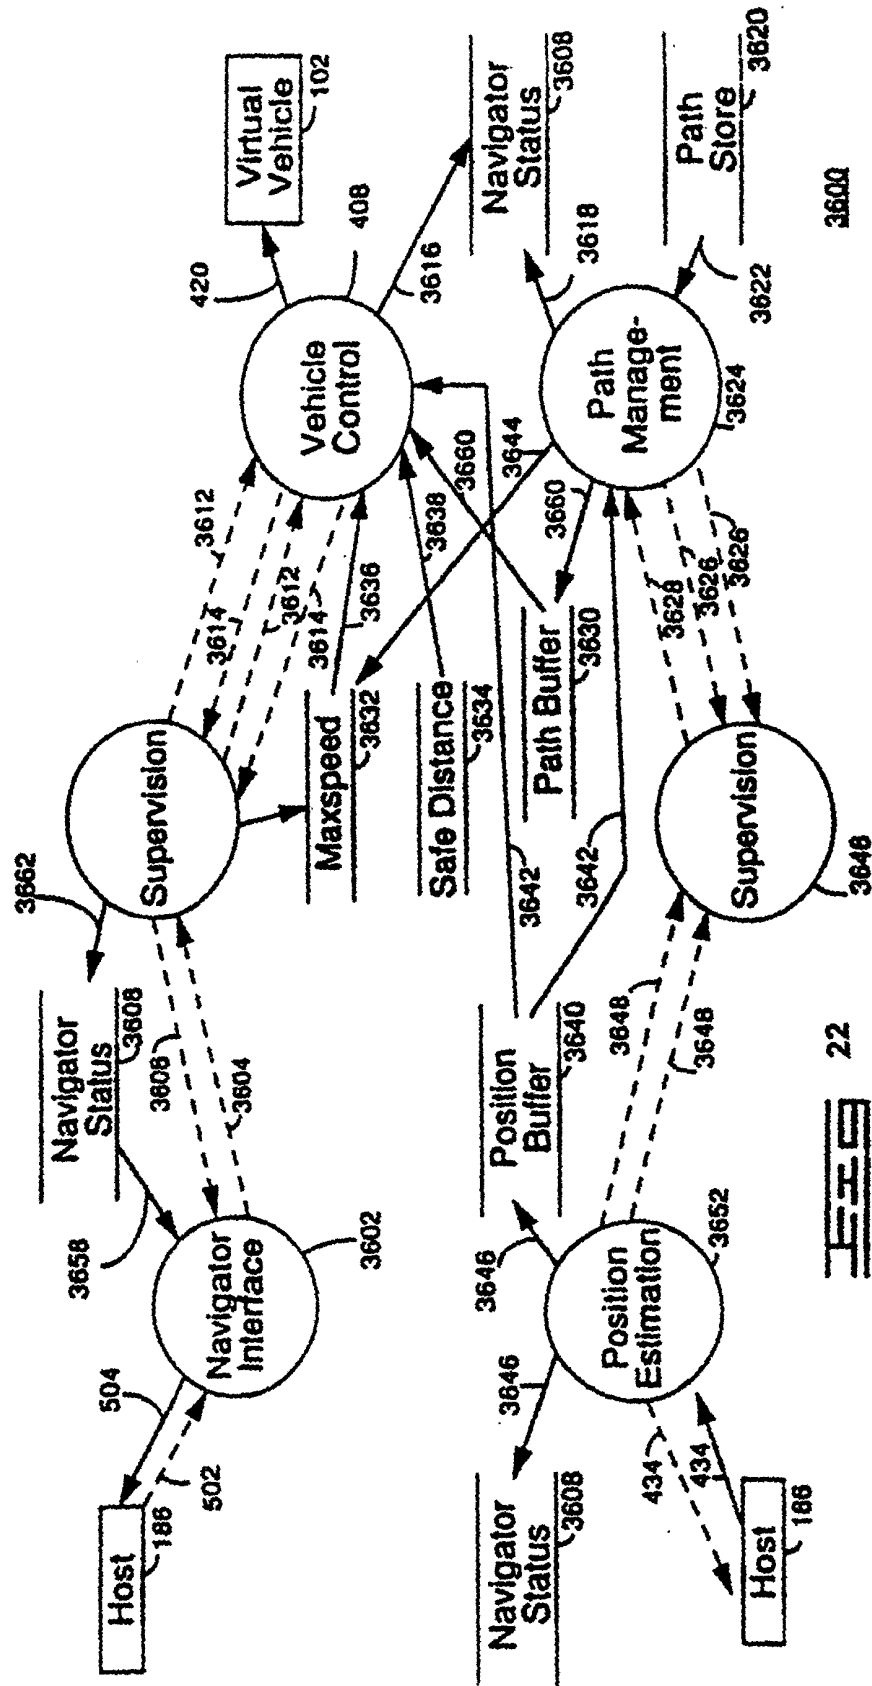 Host
186
504
502
Navigator
Interface
3602
3658
Navigator
Status
3608
3606
3604
3662
Supervision
3612
3614
3612
3614
3636
Maxspeed
3632
Safe Distance
3634
3638
Vehicle
Control
408
420
Virtual
Vehicle
102
3616
Navigator
Status
3608
3660
3644
3618
Path
Manage-
ment
3624
Path
Store
3620
3622
3660
Path Buffer
3630
3642
3642
3628
3626
3626
Supervision
3648
3648
Position
Buffer
3640
3646
3646
Position
Estimation
3652
Navigator
Status
3608
434
434
Host
186
FIG 22
3600